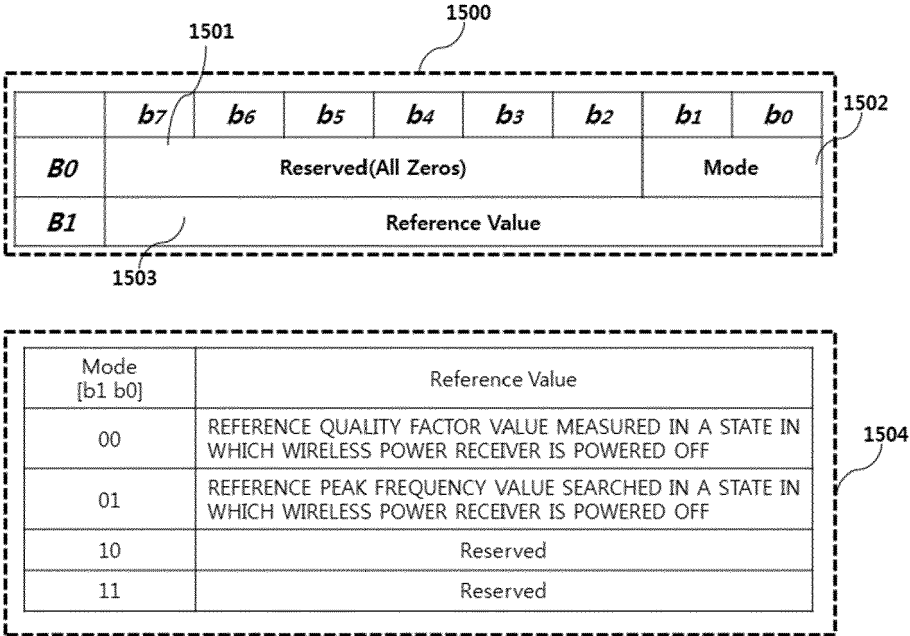 1500
1501
b7 b6 b5 b4 b3 b2 b1 b0
1502
B0 Reserved(All Zeros) Mode
B1 Reference Value
1503
Mode
[b1 b0]
Reference Value
00
REFERENCE QUALITY FACTOR VALUE MEASURED IN A STATE IN
WHICH WIRELESS POWER RECEIVER IS POWERED OFF
1504
01
REFERENCE PEAK FREQUENCY VALUE SEARCHED IN A STATE IN
WHICH WIRELESS POWER RECEIVER IS POWERED OFF
10 Reserved
11 Reserved